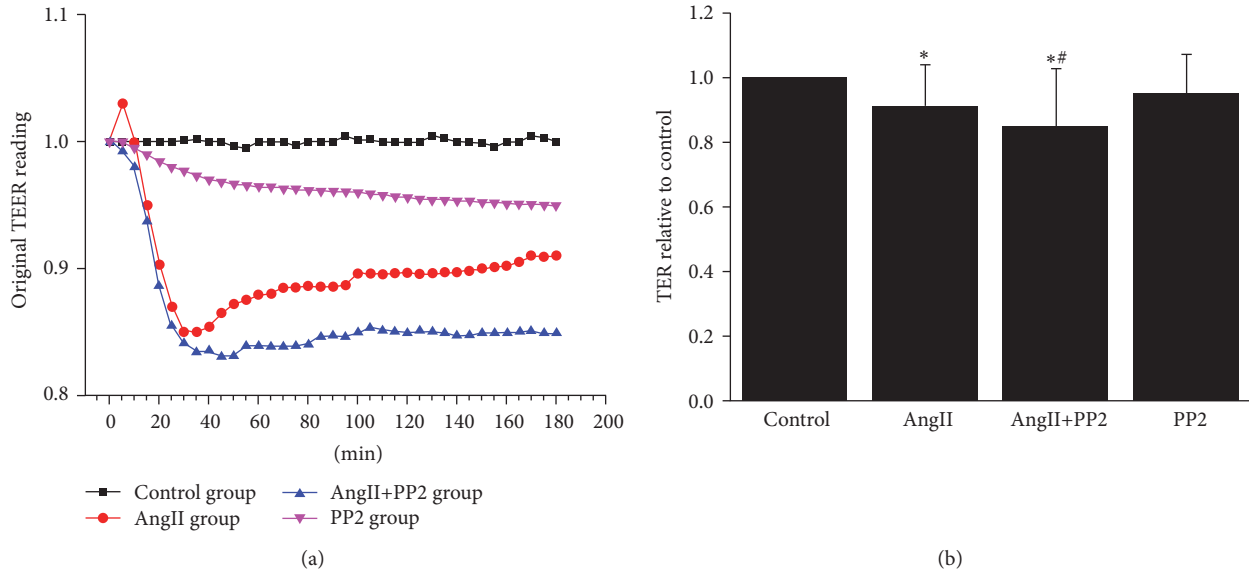 1.1
1.0
0.9
0.8
Original TEER reading
0 20 40 60 80 100 120 140 160 180 200
(min)
Control group
AngII group
AngII+PP2 group
PP2 group
(a)
1.2
1.0
0.8
0.6
0.4
0.2
0.0
TER relative to control
*
*#
Control AngII AngII+PP2 PP2
(b)